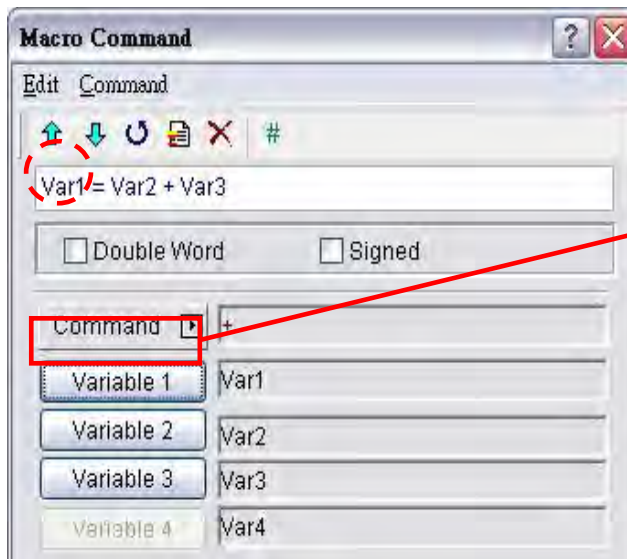 Macro Command
Edit Command
#
Var1 = Var2 + Var3
Double Word Signed
Command +
Variable 1 Var1
Variable 2 Var2
Variable 3 Var3
Variable 4 Var4